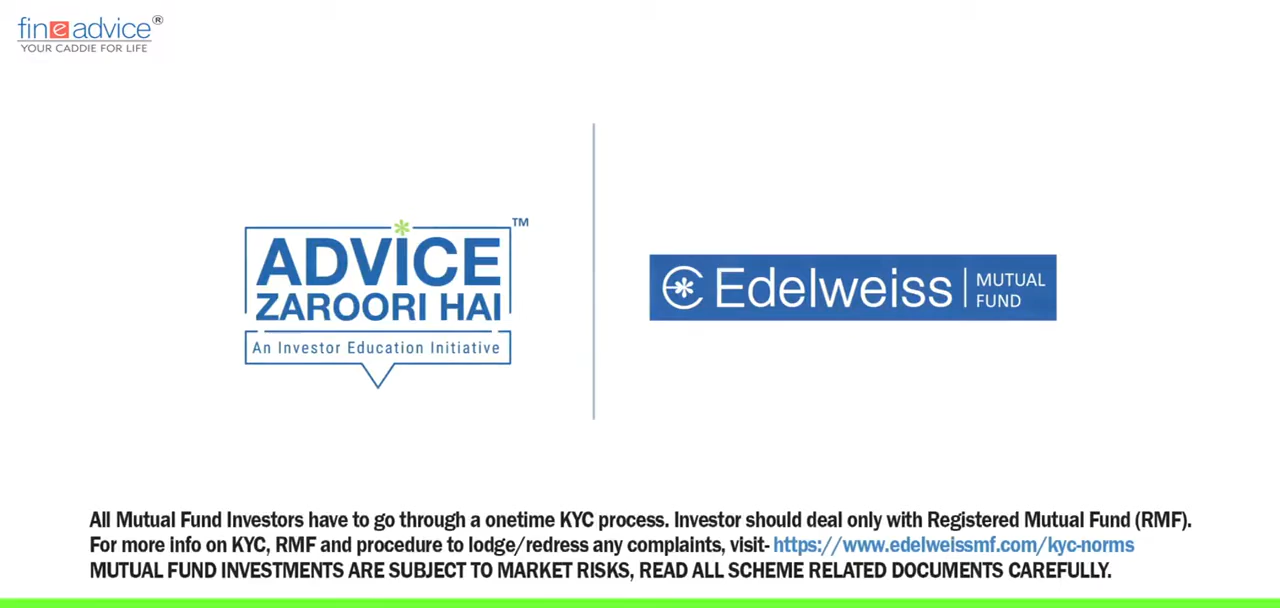 fineadvice®
YOUR CADDIE FOR LIFE
ADVICE™
ZAROORI HAI
An Investor Education Initiative
Edelweiss
MUTUAL
FUND
All Mutual Fund Investors have to go through a onetime KYC process. Investor should deal only with Registered Mutual Fund (RMF).
For more info on KYC, RMF and procedure to lodge/redress any complaints, visit- https://www.edelweissmf.com/kyc-norms
MUTUAL FUND INVESTMENTS ARE SUBJECT TO MARKET RISKS, READ ALL SCHEME RELATED DOCUMENTS CAREFULLY.